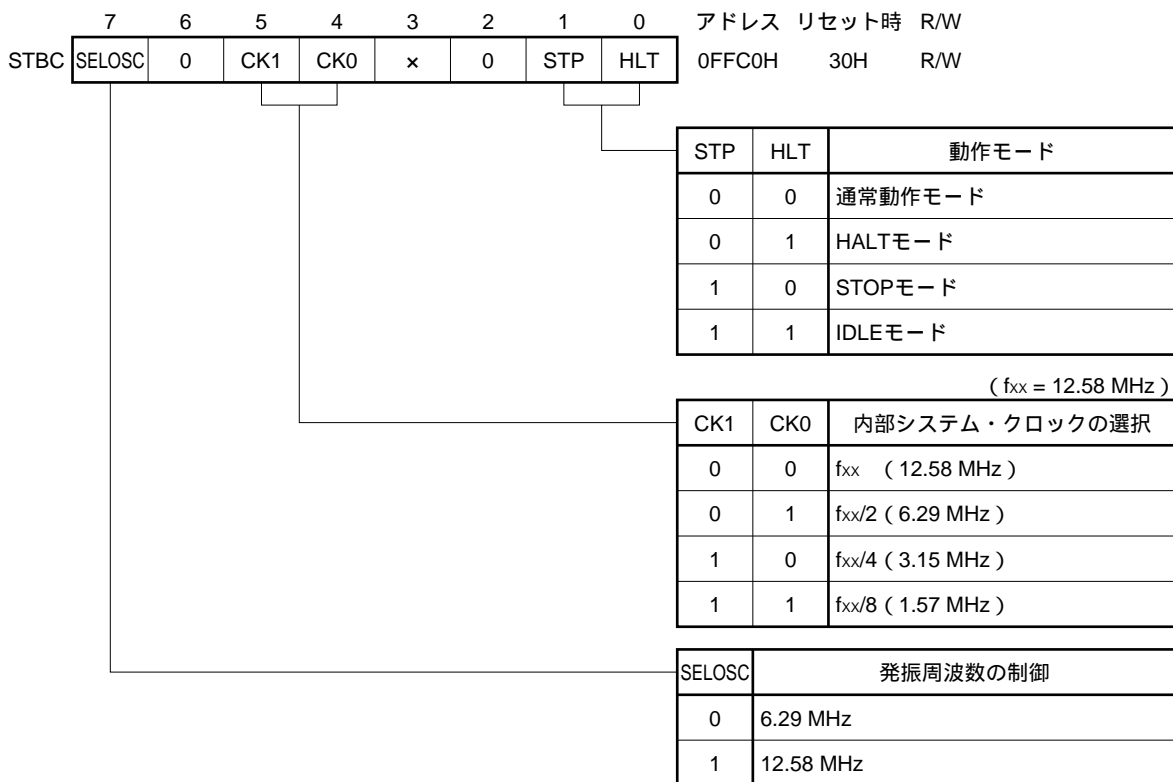 7 6 5 4 3 2 1 0 アドレス リセット時 R/W
STBC SELOSC 0 CK1 CK0 × 0 STP HLT 0FFC0H 30H R/W
STP HLT 動作モード
0 0 通常動作モード
0 1 HALTモード
1 0 STOPモード
1 1 IDLEモード
(fxx = 12.58 MHz)
CK1 CK0 内部システム・クロックの選択
0 0 fxx (12.58 MHz)
0 1 fxx/2 (6.29 MHz)
1 0 fxx/4 (3.15 MHz)
1 1 fxx/8 (1.57 MHz)
SELOSC 発振周波数の制御
0 6.29 MHz
1 12.58 MHz